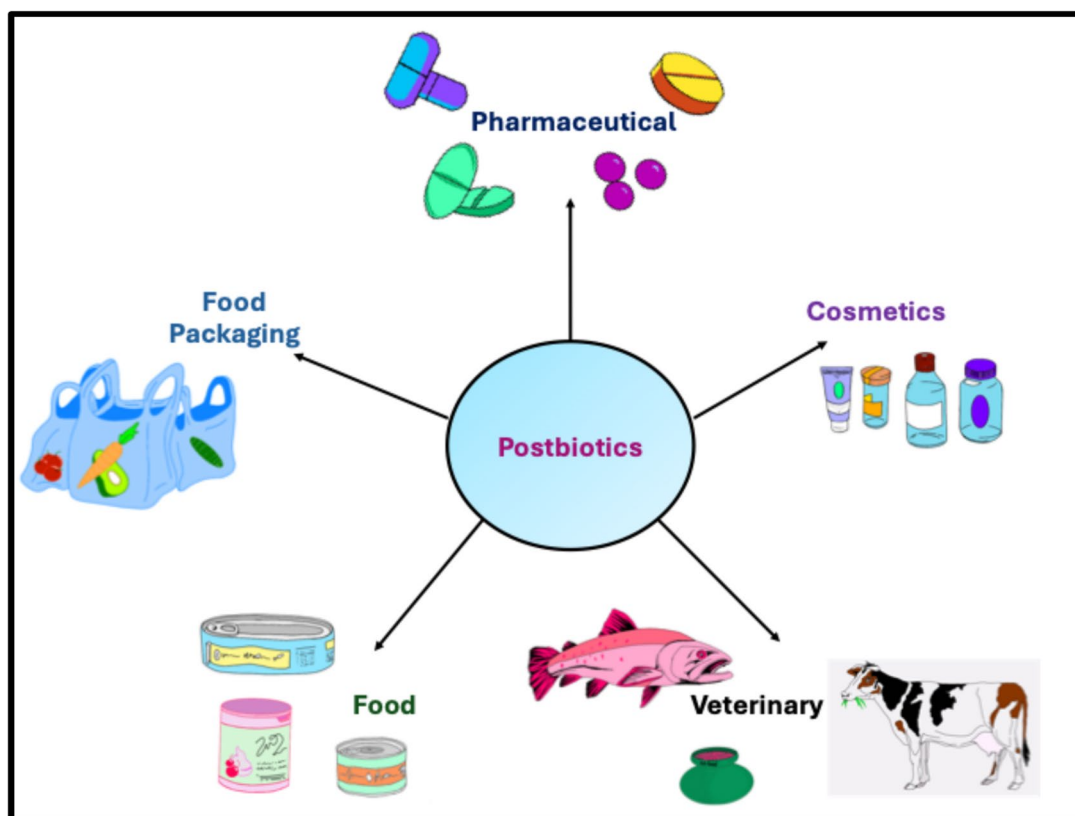 Pharmaceutical
Food
Packaging
Cosmetics
Postbiotics
Food
Veterinary